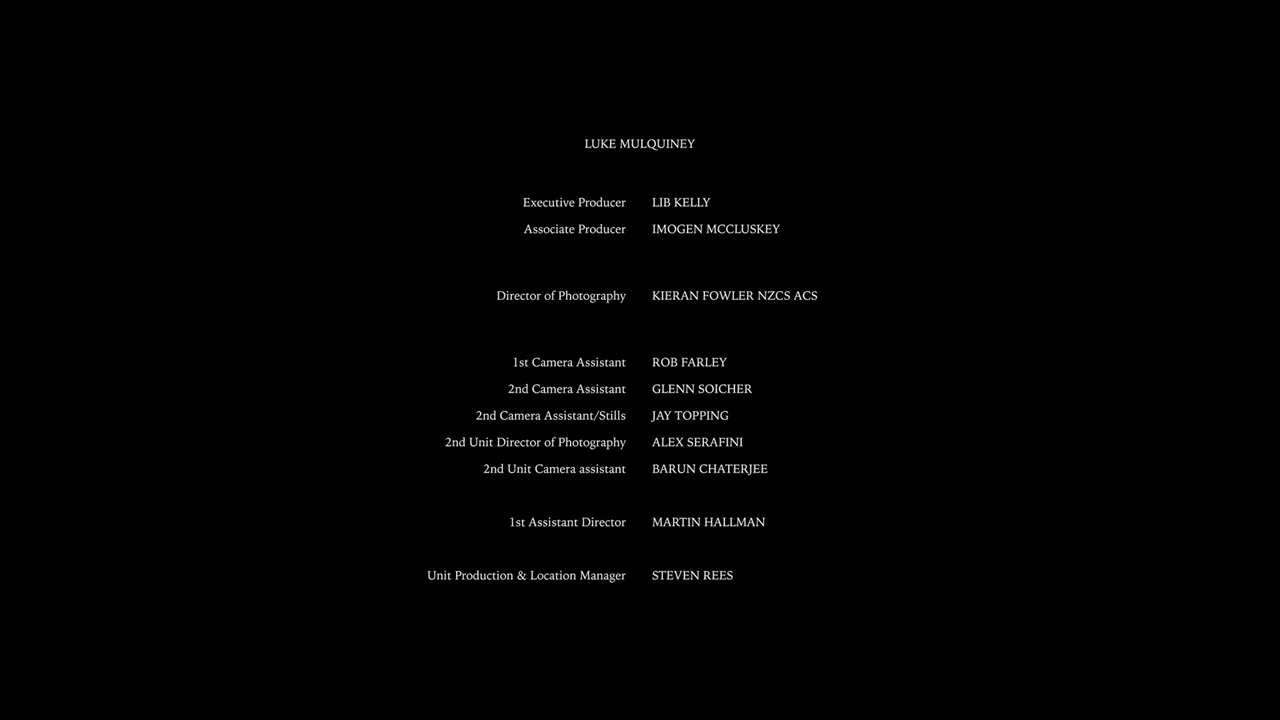 LUKE MULQUINEY
Executive Producer LIB KELLY
Associate Producer IMOGEN MCCLUSKEY
Director of Photography KIERAN FOWLER NZCS ACS
1st Camera Assistant ROB FARLEY
2nd Camera Assistant GLENN SOICHER
2nd Camera Assistant/Stills JAY TOPPING
2nd Unit Director of Photography ALEX SERAFINI
2nd Unit Camera assistant BARUN CHATERJEE
1st Assistant Director MARTIN HALLMAN
Unit Production & Location Manager STEVEN REES